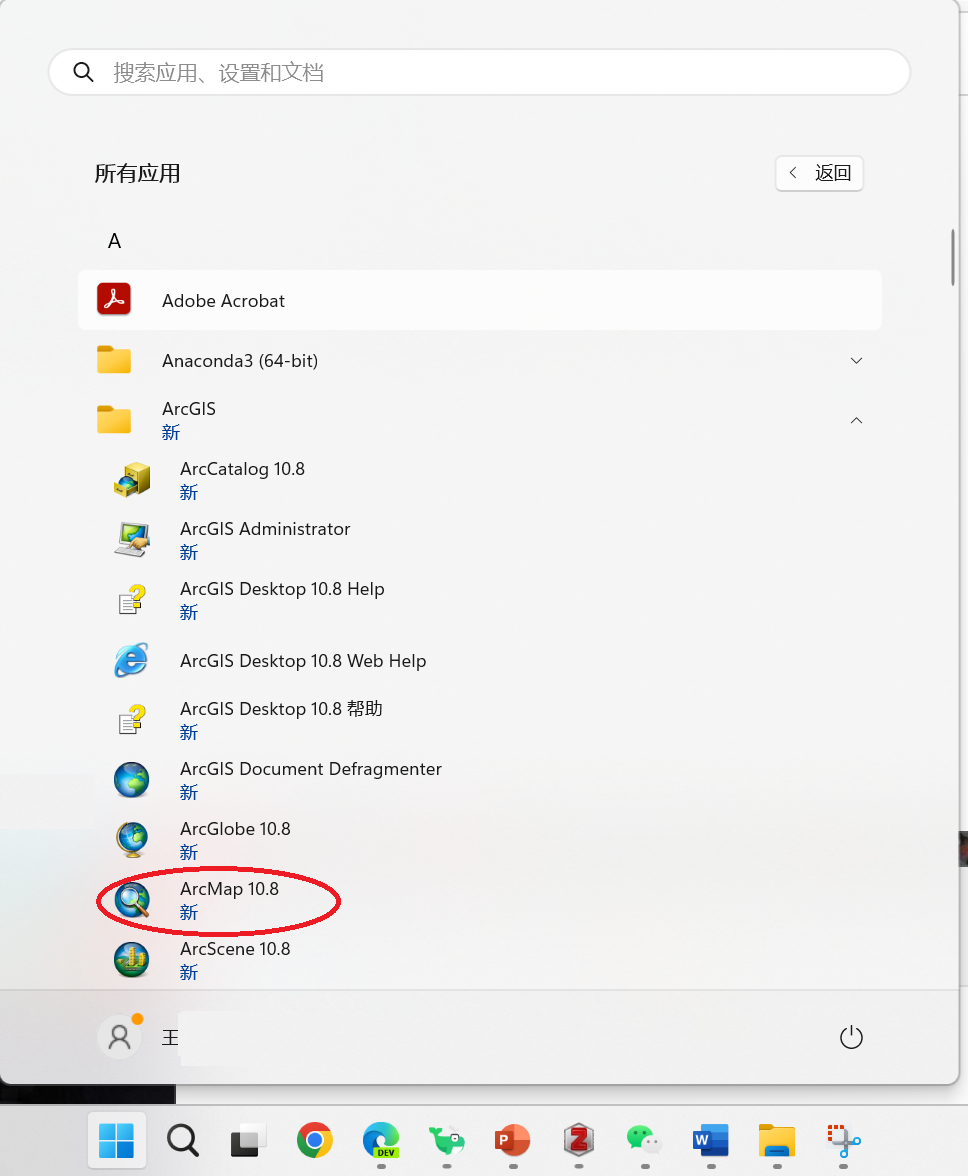 搜索应用、设置和文档
所有应用
返回
A
Adobe Acrobat
Anaconda3 (64-bit)
ArcGIS
新
ArcCatalog 10.8
新
ArcGIS Administrator
新
ArcGIS Desktop 10.8 Help
新
ArcGIS Desktop 10.8 Web Help
ArcGIS Desktop 10.8 帮助
新
ArcGIS Document Defragmenter
新
ArcGlobe 10.8
新
ArcMap 10.8
新
ArcScene 10.8
新
王
DEV
P
Z
W